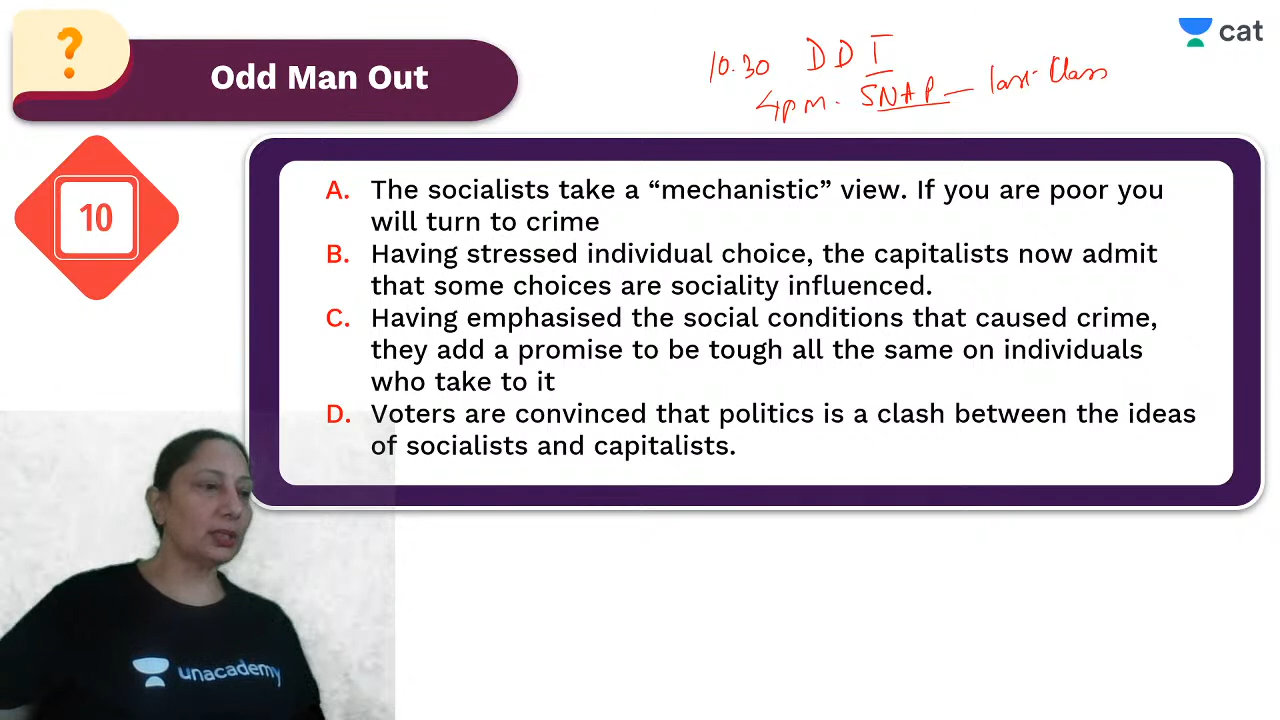 ?
Odd Man Out
10.30 DDT
4pm. SNAP – last Class
cat
10
A. The socialists take a “mechanistic” view. If you are poor you
will turn to crime
B. Having stressed individual choice, the capitalists now admit
that some choices are sociality influenced.
C. Having emphasised the social conditions that caused crime,
they add a promise to be tough all the same on individuals
who take to it
D. Voters are convinced that politics is a clash between the ideas
of socialists and capitalists.
unacademy